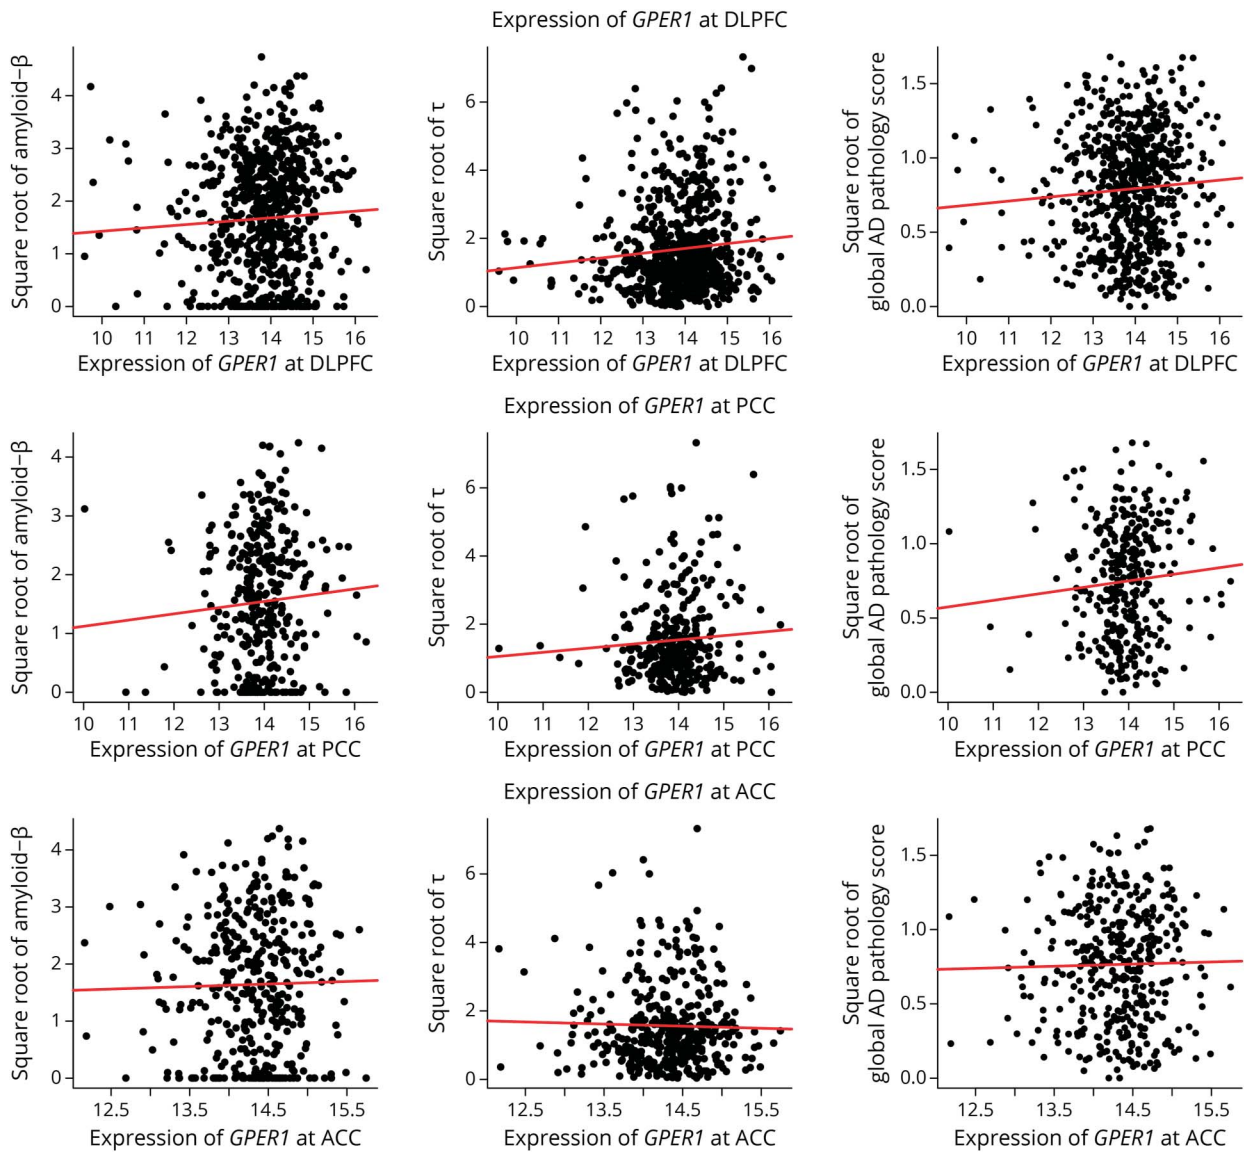 Expression of GPER1 at DLPFC
Square root of amyloid-β
4
3
2
1
0
10 11 12 13 14 15 16
Expression of GPER1 at DLPFC
Square root of τ
6
4
2
0
10 11 12 13 14 15 16
Expression of GPER1 at DLPFC
Square root of
global AD pathology score
1.5
1.0
0.5
0.0
10 11 12 13 14 15 16
Expression of GPER1 at DLPFC
Expression of GPER1 at PCC
Square root of amyloid-β
4
3
2
1
0
10 11 12 13 14 15 16
Expression of GPER1 at PCC
Square root of τ
6
4
2
0
10 11 12 13 14 15 16
Expression of GPER1 at PCC
Square root of
global AD pathology score
1.5
1.0
0.5
0.0
10 11 12 13 14 15 16
Expression of GPER1 at PCC
Expression of GPER1 at ACC
Square root of amyloid-β
4
3
2
1
0
12.5 13.5 14.5 15.5
Expression of GPER1 at ACC
Square root of τ
6
4
2
0
12.5 13.5 14.5 15.5
Expression of GPER1 at ACC
Square root of
global AD pathology score
1.5
1.0
0.5
0.0
12.5 13.5 14.5 15.5
Expression of GPER1 at ACC